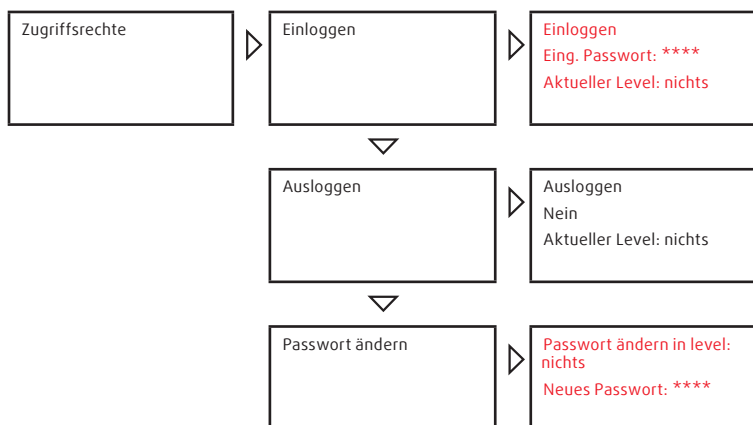 Zugriffsrechte
Einloggen
Einloggen
Eing. Passwort: ****
Aktueller Level: nichts
Ausloggen
Ausloggen
Nein
Aktueller Level: nichts
Passwort ändern
Passwort ändern in level:
nichts
Neues Passwort: ****